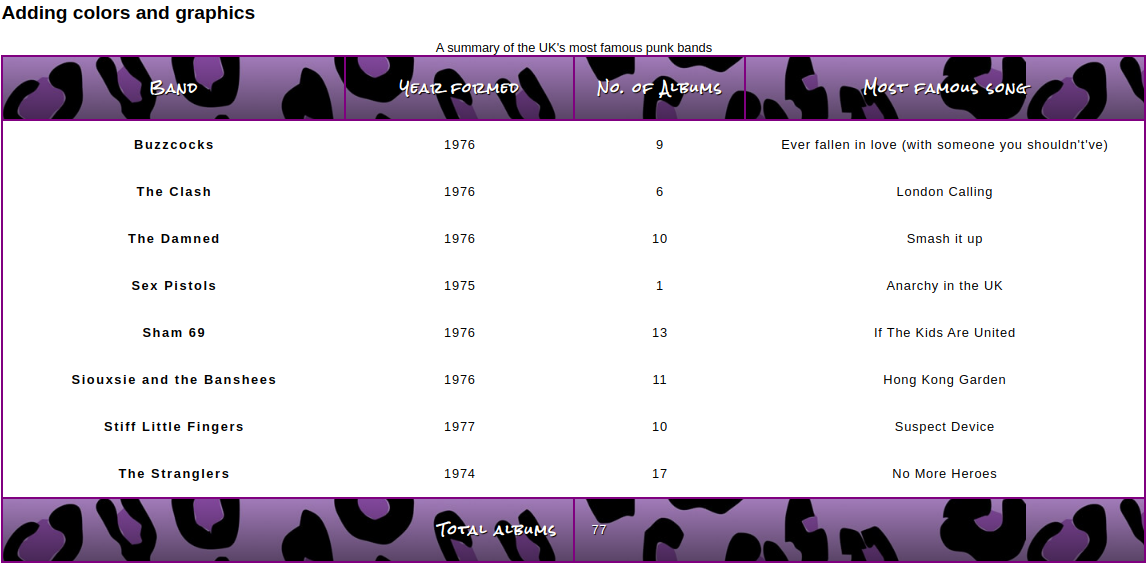 Adding colors and graphics
A summary of the UK's most famous punk bands
Band Year formed No. of Albums Most famous song
Buzzcocks 1976 9 Ever fallen in love (with someone you shouldn't've)
The Clash 1976 6 London Calling
The Damned 1976 10 Smash it up
Sex Pistols 1975 1 Anarchy in the UK
Sham 69 1976 13 If The Kids Are United
Siouxsie and the Banshees 1976 11 Hong Kong Garden
Stiff Little Fingers 1977 10 Suspect Device
The Stranglers 1974 17 No More Heroes
Total albums 77